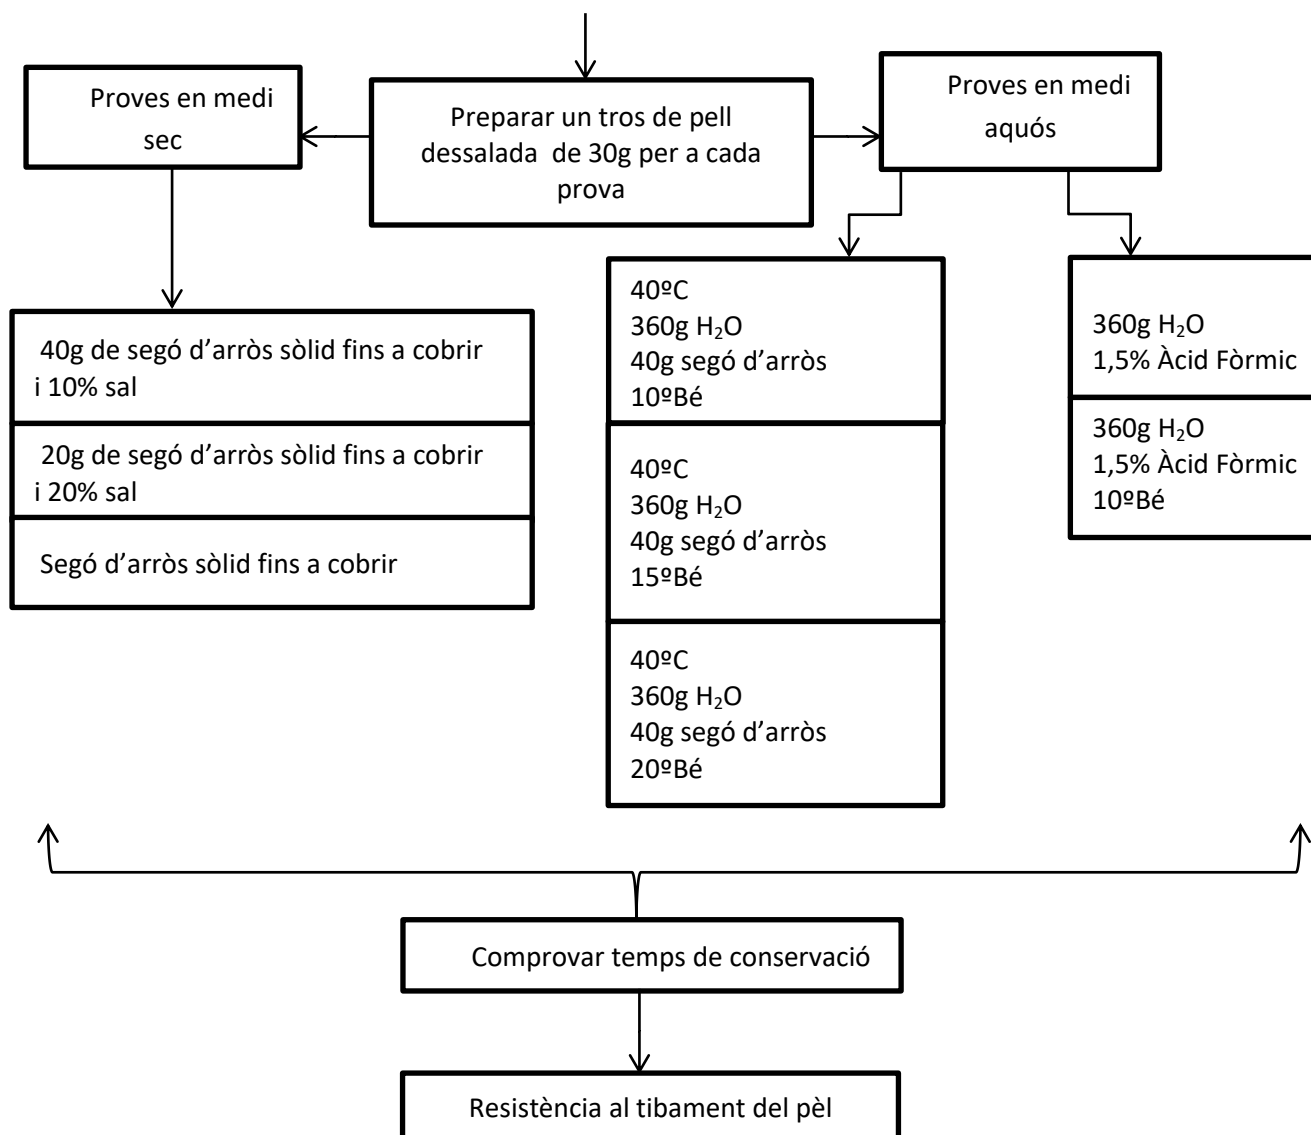 Proves en medi
sec
Preparar un tros de pell
dessalada de 30g per a cada
prova
Proves en medi
aquós
40g de segó d’arròs sòlid fins a cobrir
i 10% sal
20g de segó d’arròs sòlid fins a cobrir
i 20% sal
Segó d’arròs sòlid fins a cobrir
40ºC
360g H₂O
40g segó d’arròs
10ºBé
40ºC
360g H₂O
40g segó d’arròs
15ºBé
40ºC
360g H₂O
40g segó d’arròs
20ºBé
360g H₂O
1,5% Àcid Fòrmic
360g H₂O
1,5% Àcid Fòrmic
10ºBé
Comprovar temps de conservació
Resistència al tibament del pèl